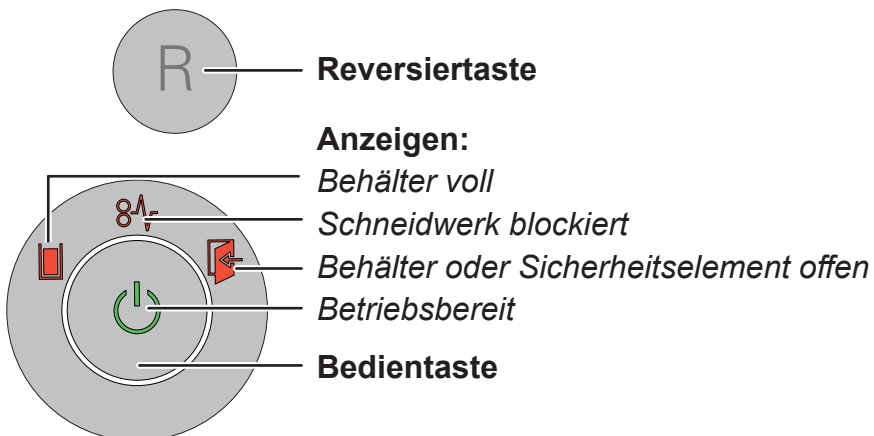 R
Reversiertaste
Anzeigen:
Behälter voll
Schneidwerk blockiert
Behälter oder Sicherheitselement offen
Betriebsbereit
Bedientaste